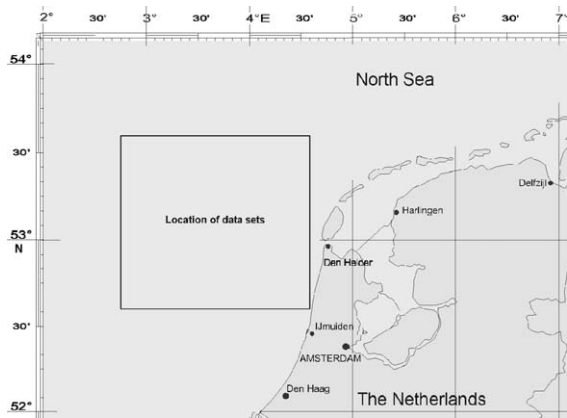 2° 30' 3° 30' 4° E 30' 5° 30' 6° 30' 7°
54°
North Sea
30'
Delfzijl
Harlingen
Location of data sets
53°
N
Den Helder
30'
IJmuiden
AMSTERDAM
Den Haag
52°
The Netherlands